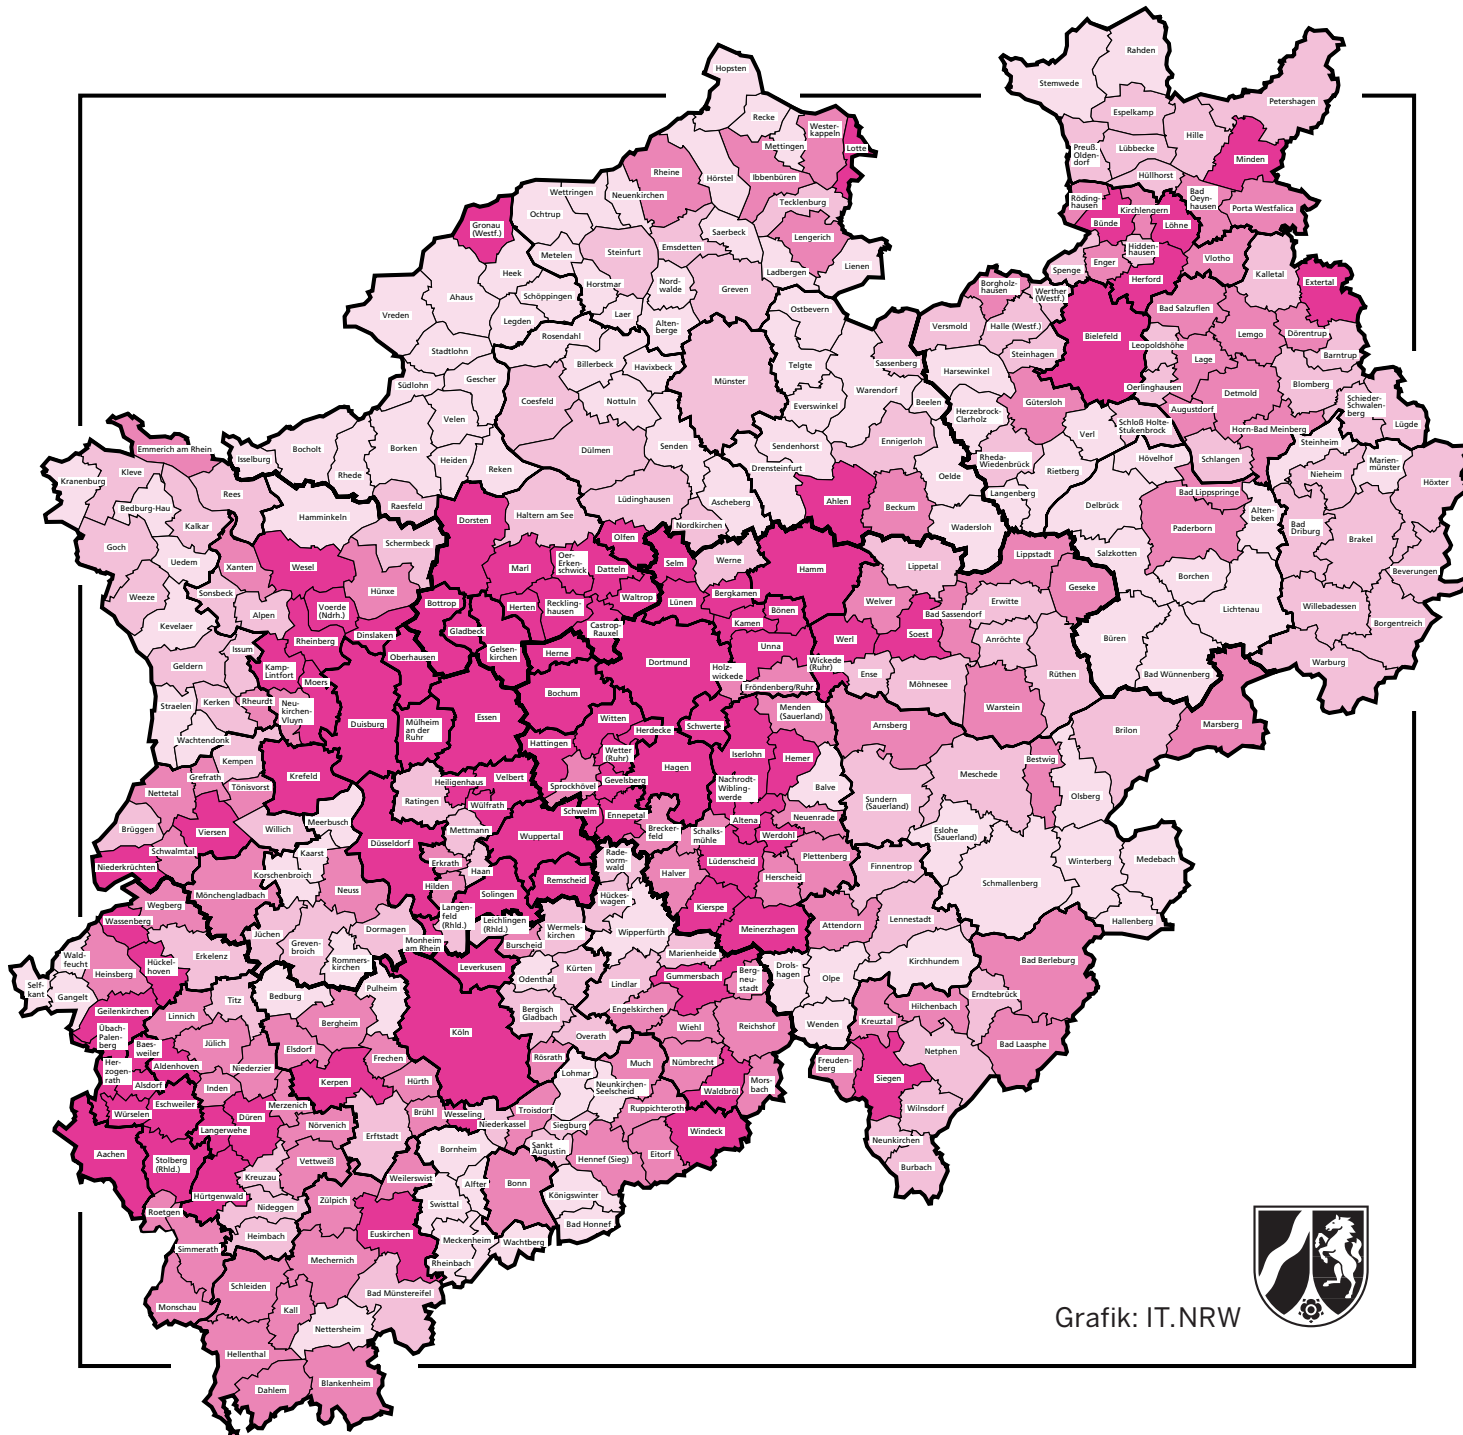 Hopsten
Rahden
Stemwede
Petershagen
Espelkamp
Recke
Wester-
kappeln
Mettingen
Lotte
Hille
Preuß.
Olden-
dorf
Lübbecke
Minden
Hüllhorst
Rheine
Hörstel
Ibbenbüren
Wettringen
Neuenkirchen
Tecklenburg
Ochtrup
Röding-
hausen
Kirchlengern
Bad
Oeyn-
hausen
Porta Westfalica
Gronau
(Westf.)
Bünde
Löhne
Saerbeck
Lengerich
Metelen
Steinfurt
Emsdetten
Hidden-
hausen
Vlotho
Lienen
Ladbergen
Enger
Spenge
Herford
Kalletal
Extertal
Heek
Horstmar
Nord-
walde
Greven
Borgholz-
hausen
Werther
(Westf.)
Ahaus
Schöppingen
Laer
Alten-
berge
Ostbevern
Bad Salzuflen
Vreden
Legden
Versmold
Halle (Westf.)
Bielefeld
Lemgo
Dörentrup
Rosendahl
Stadtlohn
Billerbeck
Havixbeck
Münster
Telgte
Sassenberg
Steinhagen
Leopoldshöhe
Lage
Barntrup
Harsewinkel
Südlohn
Gescher
Coesfeld
Nottuln
Everswinkel
Warendorf
Beelen
Oerlinghausen
Detmold
Blomberg
Schieder-
Schwalen-
berg
Gütersloh
Augustdorf
Herzebrock-
Clarholz
Velen
Lügde
Schloß Holte-
Stukenbrock
Verl
Horn-Bad Meinberg
Steinheim
Emmerich am Rhein
Isselburg
Bocholt
Borken
Senden
Dülmen
Sendenhorst
Ennigerloh
Heiden
Reken
Drensteinfurt
Rheda-
Wiedenbrück
Rietberg
Hövelhof
Schlangen
Nieheim
Marien-
münster
Kranenburg
Kleve
Rhede
Oelde
Höxter
Rees
Bedburg-Hau
Raesfeld
Lüdinghausen
Ascheberg
Ahlen
Beckum
Langenberg
Bad Lippspringe
Delbrück
Alten-
beken
Bad
Driburg
Hamminkeln
Dorsten
Haltern am See
Nordkirchen
Wadersloh
Paderborn
Kalkar
Brakel
Goch
Schermbeck
Olfen
Lippstadt
Salzkotten
Uedem
Xanten
Wesel
Marl
Oer-
Erken-
schwick
Datteln
Selm
Werne
Hamm
Lippetal
Geseke
Borchen
Beverungen
Weeze
Sonsbeck
Hünxe
Waltrop
Lünen
Bergkamen
Welver
Erwitte
Willebadessen
Lichtenau
Borgentreich
Alpen
Voerde
(Ndrh.)
Bottrop
Herten
Reckling-
hausen
Bönen
Bad Sassendorf
Kevelaer
Kamen
Soest
Werl
Anröchte
Büren
Rheinberg
Dinslaken
Gladbeck
Castrop-
Rauxel
Issum
Oberhausen
Gelsen-
kirchen
Herne
Dortmund
Unna
Wickede
(Ruhr)
Geldern
Kamp-
Lintfort
Moers
Holz-
wickede
Ense
Möhnesee
Rüthen
Bad Wünnenberg
Warburg
Straelen
Kerken
Rheurdt
Neu-
kirchen-
Vluyn
Duisburg
Mülheim
an der
Ruhr
Essen
Bochum
Fröndenberg/Ruhr
Warstein
Menden
(Sauerland)
Arnsberg
Witten
Herdecke
Schwerte
Marsberg
Brilon
Wachtendonk
Hattingen
Wetter
(Ruhr)
Iserlohn
Hemer
Kempen
Krefeld
Heiligenhaus
Velbert
Hagen
Bestwig
Meschede
Grefrath
Tönisvorst
Sprockhövel
Gevelsberg
Nachrodt-
Wibling-
werde
Balve
Nettetal
Ratingen
Wülfrath
Sundern
(Sauerland)
Olsberg
Schwelm
Ennepetal
Brüggen
Viersen
Willich
Meerbusch
Mettmann
Wuppertal
Brecker-
feld
Schalks-
mühle
Altena
Neuenrade
Werdohl
Eslohe
(Sauerland)
Schwalmtal
Kaarst
Düsseldorf
Erkrath
Haan
Rade-
vorm-
wald
Lüdenscheid
Plettenberg
Finnentrop
Winterberg
Medebach
Niederkrüchten
Korschenbroich
Neuss
Hilden
Solingen
Remscheid
Halver
Herscheid
Schmallenberg
Mönchengladbach
Wegberg
Langen-
feld
(Rhld.)
Leichlingen
(Rhld.)
Hückes-
wagen
Kierspe
Wassenberg
Dormagen
Wermels-
kirchen
Wipperfürth
Meinerzhagen
Attendorn
Lennestadt
Hallenberg
Jüchen
Greven-
broich
Monheim
am Rhein
Burscheid
Wald-
feucht
Erkelenz
Rommers-
kirchen
Marienheide
Kirchhundem
Bad Berleburg
Heinsberg
Hückel-
hoven
Leverkusen
Kürten
Drols-
hagen
Olpe
Self-
kant
Odenthal
Lindlar
Gummersbach
Berg-
neu-
stadt
Gangelt
Titz
Bedburg
Pulheim
Erndtebrück
Geilenkirchen
Linnich
Bergheim
Bergisch
Gladbach
Engelskirchen
Hilchenbach
Übach-
Palen-
berg
Köln
Wiehl
Reichshof
Wenden
Kreuztal
Overath
Baes-
weiler
Jülich
Elsdorf
Frechen
Rösrath
Bad Laasphe
Netphen
Aldenhoven
Niederzier
Much
Nümbrecht
Freuden-
berg
Her-
zogen-
rath
Kerpen
Hürth
Lohmar
Neunkirchen-
Seelscheid
Waldbröl
Mors-
bach
Siegen
Alsdorf
Inden
Eschweiler
Merzenich
Brühl
Wesseling
Troisdorf
Ruppichteroth
Wilnsdorf
Würselen
Düren
Nörvenich
Niederkassel
Siegburg
Langerwehe
Erftstadt
Windeck
Neunkirchen
Aachen
Stolberg
(Rhld.)
Bornheim
Sankt
Augustin
Hennef (Sieg)
Eitorf
Vettweiß
Burbach
Kreuzau
Weilerswist
Alfter
Bonn
Hürtgenwald
Zülpich
Swisttal
Königswinter
Nideggen
Roetgen
Bad Honnef
Heimbach
Euskirchen
Meckenheim
Wachtberg
Simmerath
Mechernich
Rheinbach
Schleiden
Bad Münstereifel
Monschau
Kall
Nettersheim
Hellenthal
Blankenheim
Dahlem
Grafik: IT.NRW